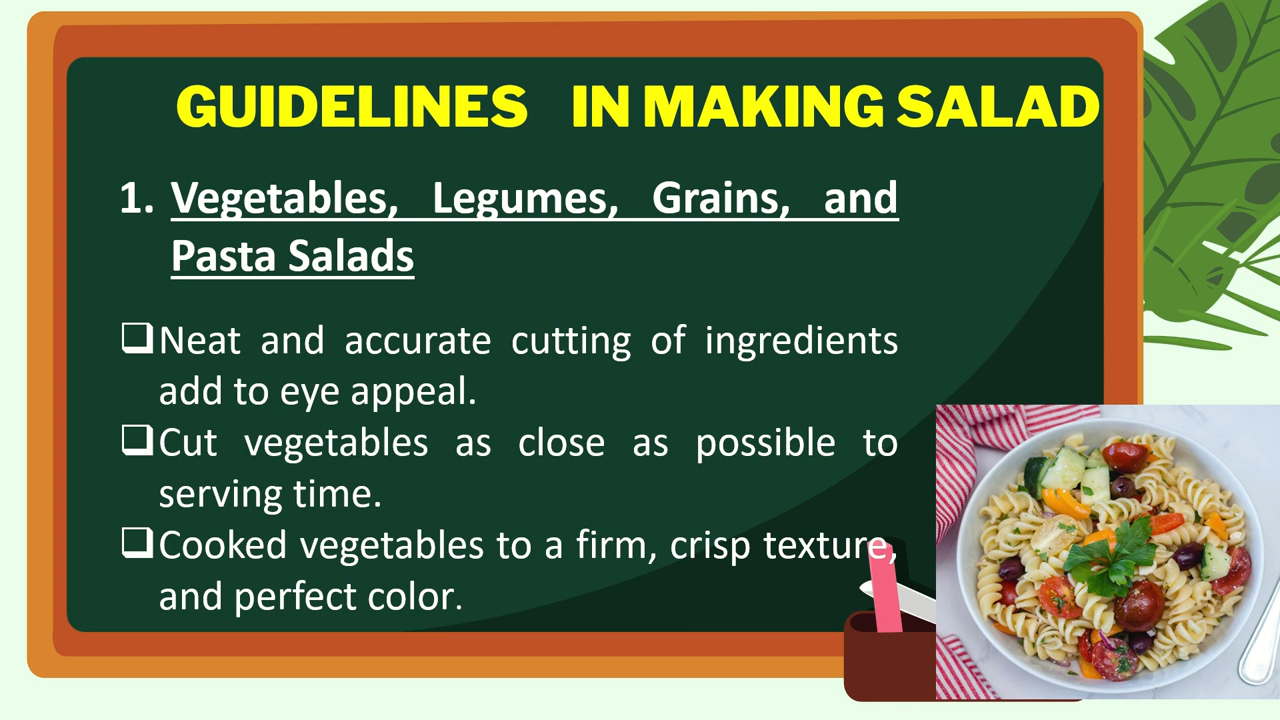 GUIDELINES IN MAKING SALAD
1. Vegetables, Legumes, Grains, and
Pasta Salads
❑Neat and accurate cutting of ingredients
add to eye appeal.
❑Cut vegetables as close as possible to
serving time.
❑Cooked vegetables to a firm, crisp texture,
and perfect color.